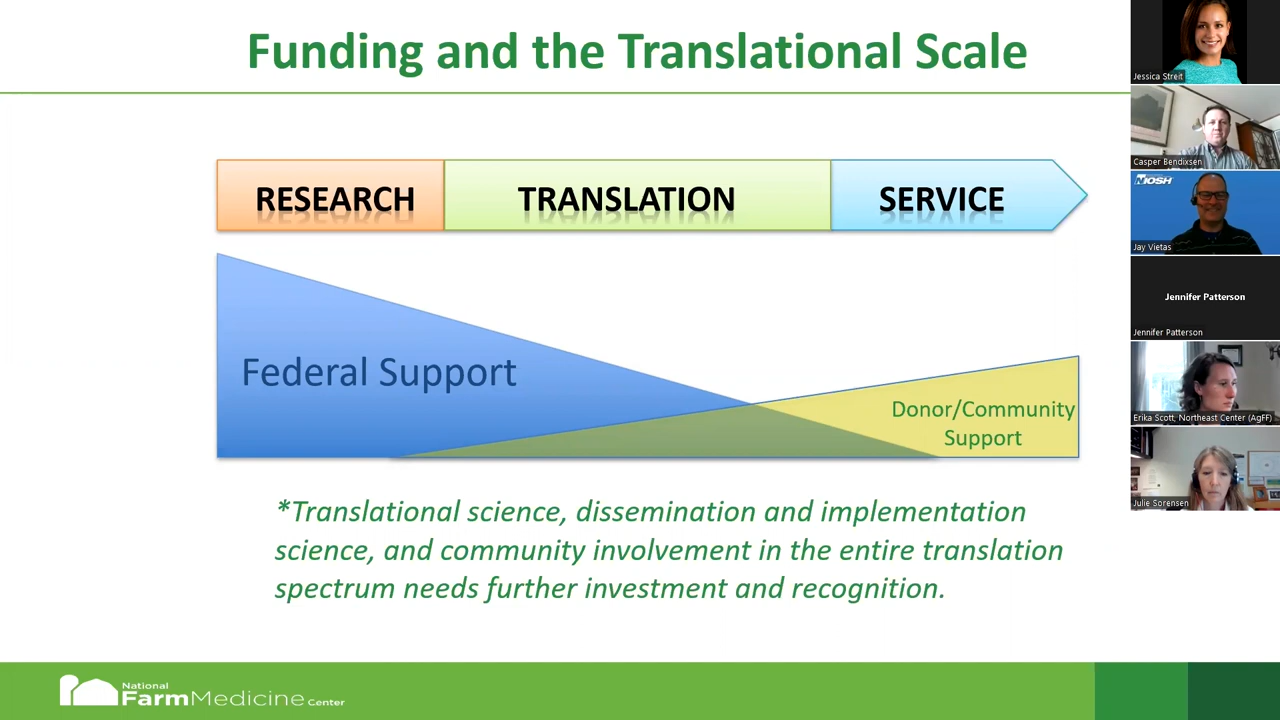 Funding and the Translational Scale
RESEARCH
TRANSLATION
SERVICE
Federal Support
Donor/Community
Support
*Translational science, dissemination and implementation
science, and community involvement in the entire translation
spectrum needs further investment and recognition.
National
FarmMedicine Center
Jessica Streit
Casper Bendixsen
NIOSH
Jay Vietas
Jennifer Patterson
Jennifer Patterson
Erika Scott, Northeast Center (AgFF)
Julie Sorensen